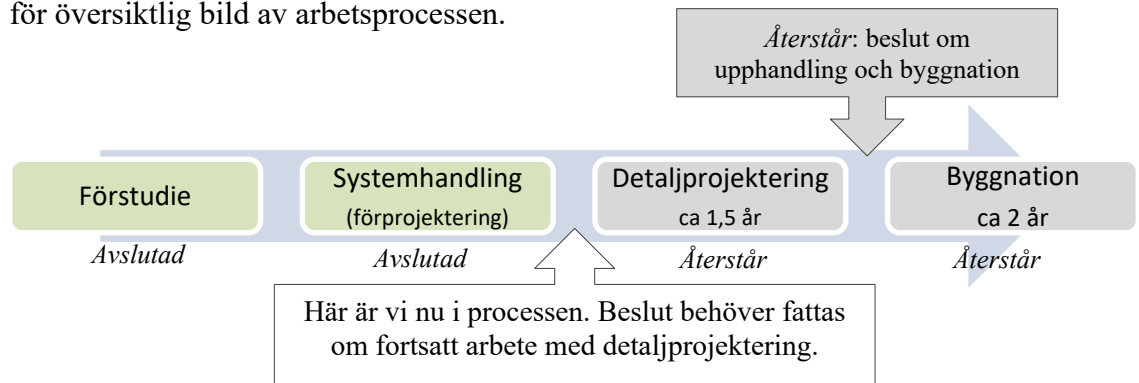 för översiktlig bild av arbetsprocessen.
Återstår: beslut om
upphandling och byggnation
Förstudie
Systemhandling
(förprojektering)
Detaljprojektering
ca 1,5 år
Byggnation
ca 2 år
Avslutad
Avslutad
Återstår
Återstår
Här är vi nu i processen. Beslut behöver fattas
om fortsatt arbete med detaljprojektering.